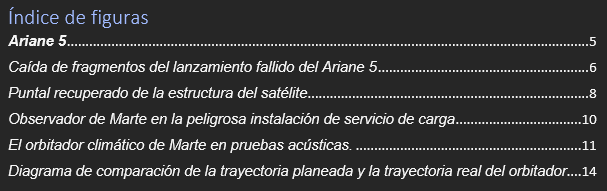 Índice de figuras
Ariane 5....................................................................................................................5
Caída de fragmentos del lanzamiento fallido del Ariane 5...............................................6
Puntal recuperado de la estructura del satélite..............................................................8
Observador de Marte en la peligrosa instalación de servicio de carga............................10
El orbitador climático de Marte en pruebas acústicas. ..................................................11
Diagrama de comparación de la trayectoria planeada y la trayectoria real del orbitador....14